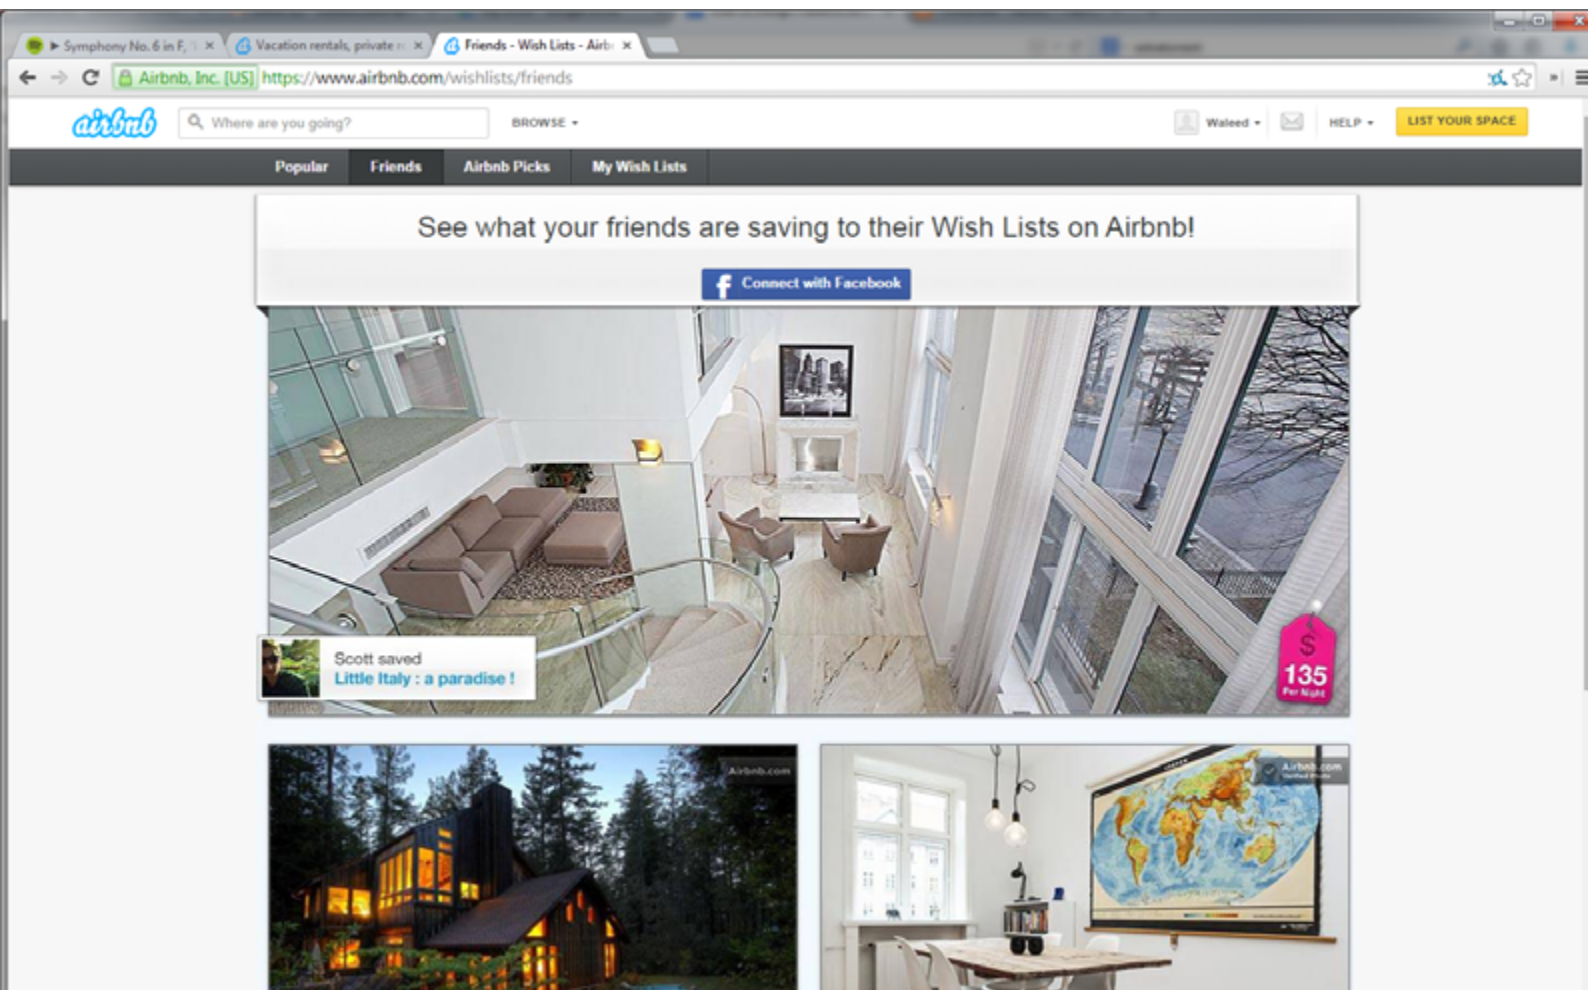 Symphony No. 6 in F,
Vacation rentals, private
Friends - Wish Lists - Airb
Airbnb, Inc. [US] https://www.airbnb.com/wishlists/friends
airbnb
Where are you going?
BROWSE
Waleed
HELP
LIST YOUR SPACE
Popular
Friends
Airbnb Picks
My Wish Lists
See what your friends are saving to their Wish Lists on Airbnb!
f Connect with Facebook
Scott saved
Little Italy : a paradise !
$
135
Per Night
Airbnb.com
Airbnb.com
Verified Photo